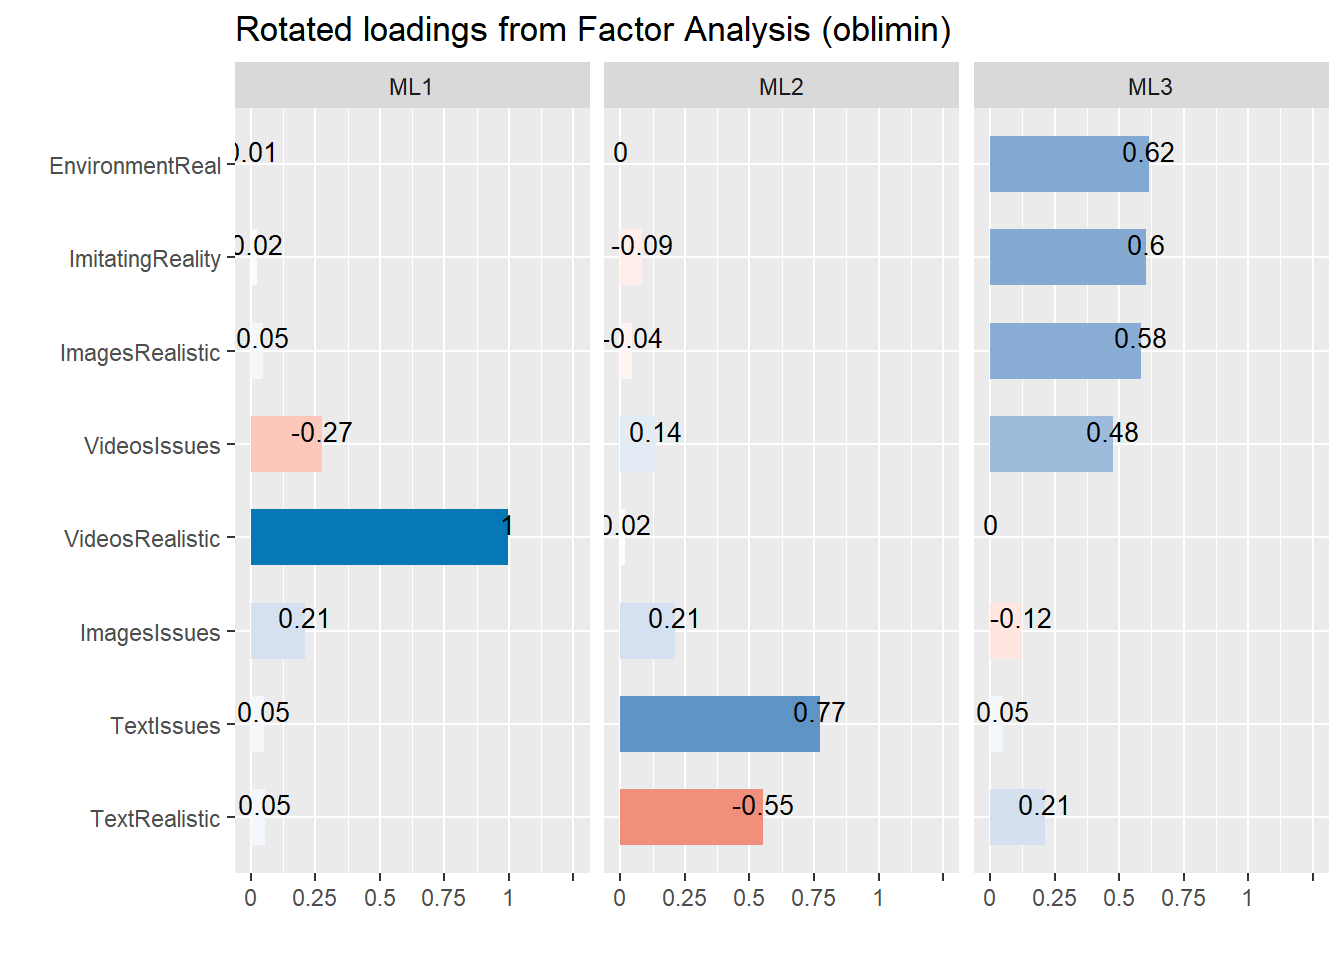 Rotated loadings from Factor Analysis (oblimin)
ML1 ML2 ML3
EnvironmentReal 0.01 0 0.62
ImitatingReality 0.02 -0.09 0.6
ImagesRealistic 0.05 -0.04 0.58
VideosIssues -0.27 0.14 0.48
VideosRealistic 1 0.02 0
ImagesIssues 0.21 0.21 -0.12
TextIssues 0.05 0.77 0.05
TextRealistic 0.05 -0.55 0.21
0 0.25 0.5 0.75 1 0 0.25 0.5 0.75 1 0 0.25 0.5 0.75 1